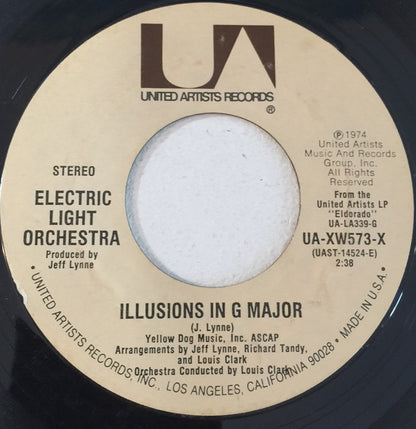 UA
UNITED ARTISTS RECORDS
®
℗ 1974
United Artists
Music And Records
Group, Inc.
All Rights
Reserved
STEREO
From the
United Artists LP
"Eldorado"
UA-LA339-G
ELECTRIC
LIGHT
ORCHESTRA
UA-XW573-X
(UAST-14524-E)
2:38
Produced by
Jeff Lynne
ILLUSIONS IN G MAJOR
(J. Lynne)
Yellow Dog Music, Inc. ASCAP
Arrangements by Jeff Lynne, Richard Tandy,
and Louis Clark
Orchestra Conducted by Louis Clark
• UNITED ARTISTS RECORDS, INC., LOS ANGELES, CALIFORNIA 90028 • MADE IN U.S.A. •